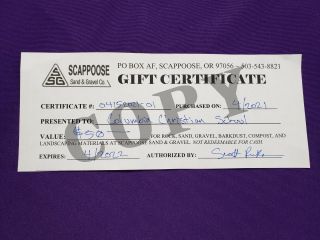 SCAPPOOSE
Sand & Gravel Co.
PO BOX AF, SCAPPOOSE, OR 97056 ~ 503-543-8821
GIFT CERTIFICATE
COPY
CERTIFICATE # PURCHASED ON: 4/2021
PRESENTED TO: Columbia Christian School
VALUE: $50 FOR ROCK, SAND, GRAVEL, BARKDUST, COMPOST, AND
LANDSCAPING MATERIALS AT SCAPPOOSE SAND & GRAVEL. NOT REDEEMABLE FOR CASH
EXPIRES: 4/2022 AUTHORIZED BY: Scott